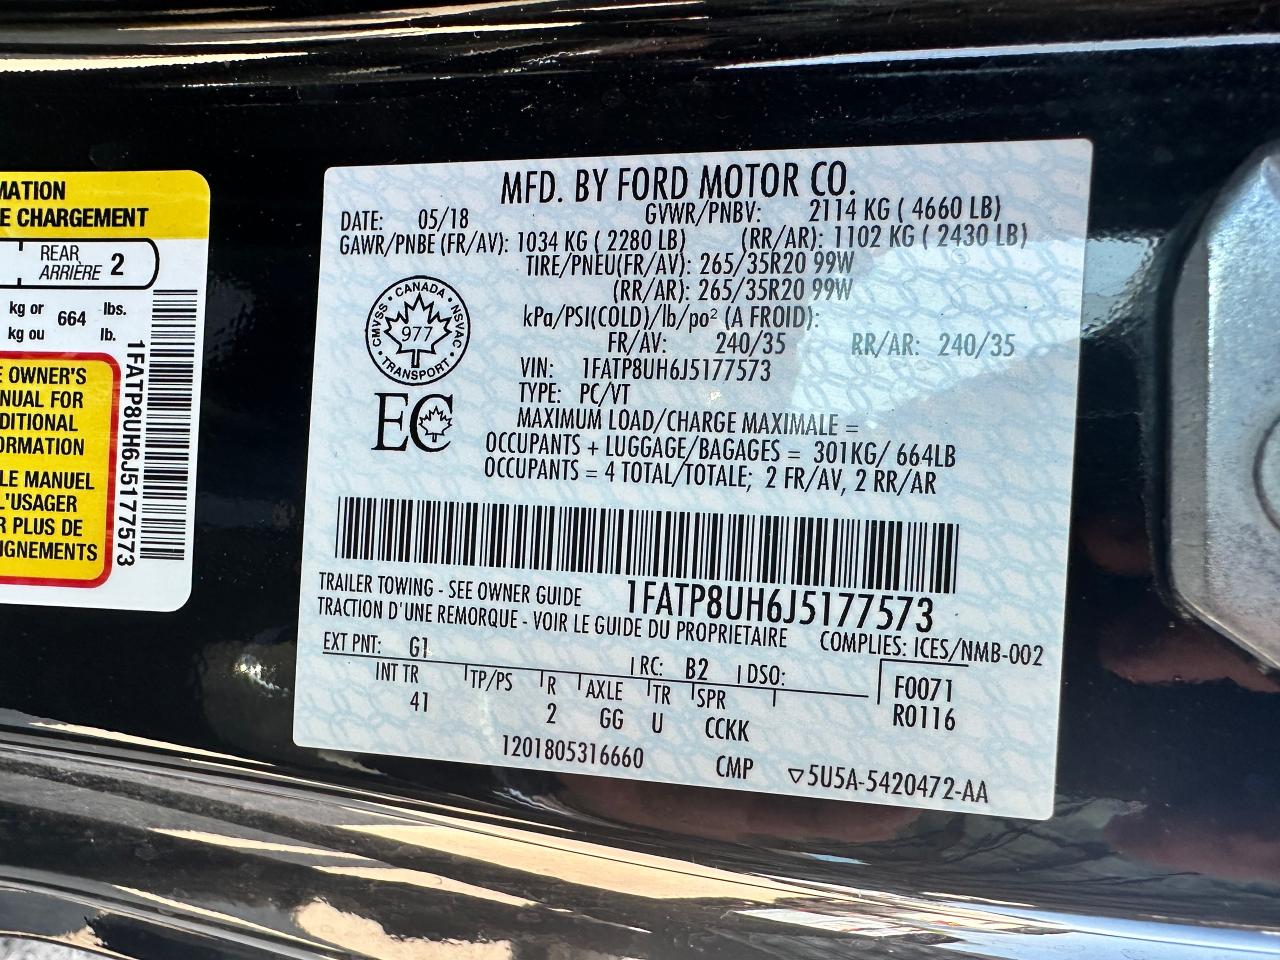 MATION
E CHARGEMENT
REAR
ARRIÈRE 2
kg or 664 lbs.
kg ou lb.
E OWNER'S
NUAL FOR
DITIONAL
ORMATION
LE MANUEL
L'USAGER
R PLUS DE
IGNEMENTS
1FATP8UH6J5177573
MFD. BY FORD MOTOR CO.
DATE: 05/18 GVWR/PNBV: 2114 KG ( 4660 LB)
GAWR/PNBE (FR/AV): 1034 KG ( 2280 LB) (RR/AR): 1102 KG ( 2430 LB)
TIRE/PNEU(FR/AV): 265/35R20 99W
(RR/AR): 265/35R20 99W
kPa/PSI(COLD)/lb/po² (A FROID):
FR/AV: 240/35 RR/AR: 240/35
VIN: 1FATP8UH6J5177573
TYPE: PC/VT
MAXIMUM LOAD/CHARGE MAXIMALE =
OCCUPANTS + LUGGAGE/BAGAGES = 301KG/ 664LB
OCCUPANTS = 4 TOTAL/TOTALE; 2 FR/AV, 2 RR/AR
CMVSS • CANADA • NSVAC • TRANSPORT •
977
EC
1FATP8UH6J5177573
TRAILER TOWING - SEE OWNER GUIDE
TRACTION D'UNE REMORQUE - VOIR LE GUIDE DU PROPRIETAIRE
COMPLIES: ICES/NMB-002
EXT PNT: G1 RC: B2 DSO:
F0071
R0116
INT TR TP/PS R AXLE TR SPR
41 2 GG U CCKK
1201805316660 CMP ▽5U5A-5420472-AA